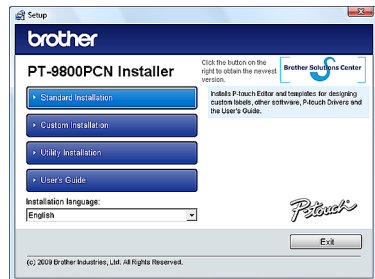 Setup
brother
PT-9800PCN Installer
Click the button on the
right to obtain the newest
version.
Brother Solutions Center
Standard Installation
Installs P-touch Editor and templates for designing
custom labels, other software, P-touch Drivers and
the User's Guide.
Custom Installation
Utility Installation
User's Guide
Installation language:
English
P-touch
Exit
(c) 2009 Brother Industries, Ltd. All Rights Reserved.